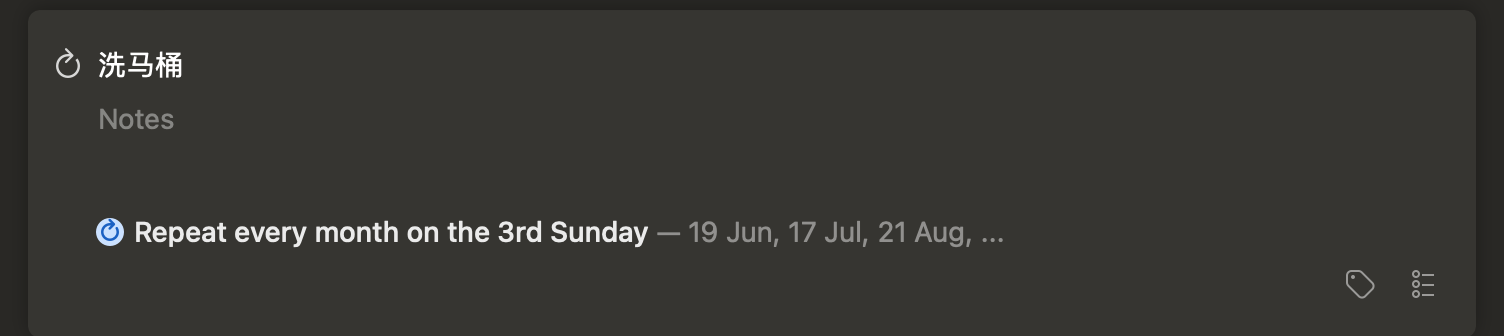 洗马桶
Notes
Repeat every month on the 3rd Sunday — 19 Jun, 17 Jul, 21 Aug, ...